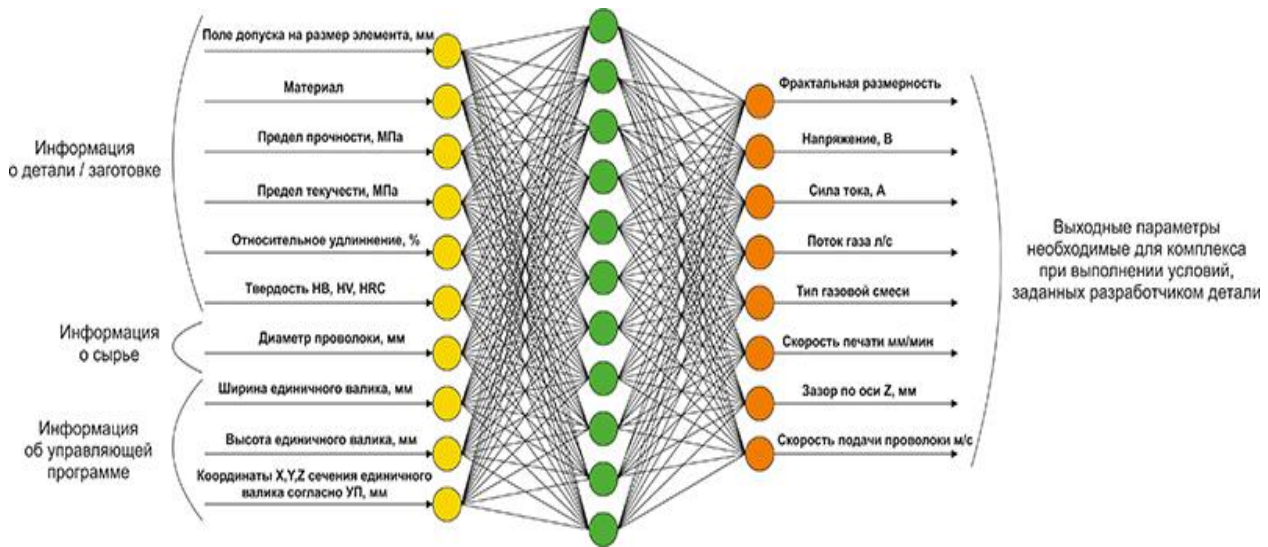 Поле допуска на размер элемента, мм
Материал
Предел прочности, МПа
Предел текучести, МПа
Относительное удлиннение, %
Твердость HB, HV, HRC
Диаметр проволоки, мм
Ширина единичного валика, мм
Высота единичного валика, мм
Координаты X,Y,Z сечения единичного
валика согласно УП, мм
Информация
о детали / заготовке
Информация
о сырье
Информация
об управляющей
программе
Фрактальная размерность
Напряжение, В
Сила тока, А
Поток газа л/с
Тип газовой смеси
Скорость печати мм/мин
Зазор по оси Z, мм
Скорость подачи проволоки м/с
Выходные параметры
необходимые для комплекса
при выполнении условий,
заданных разработчиком детали